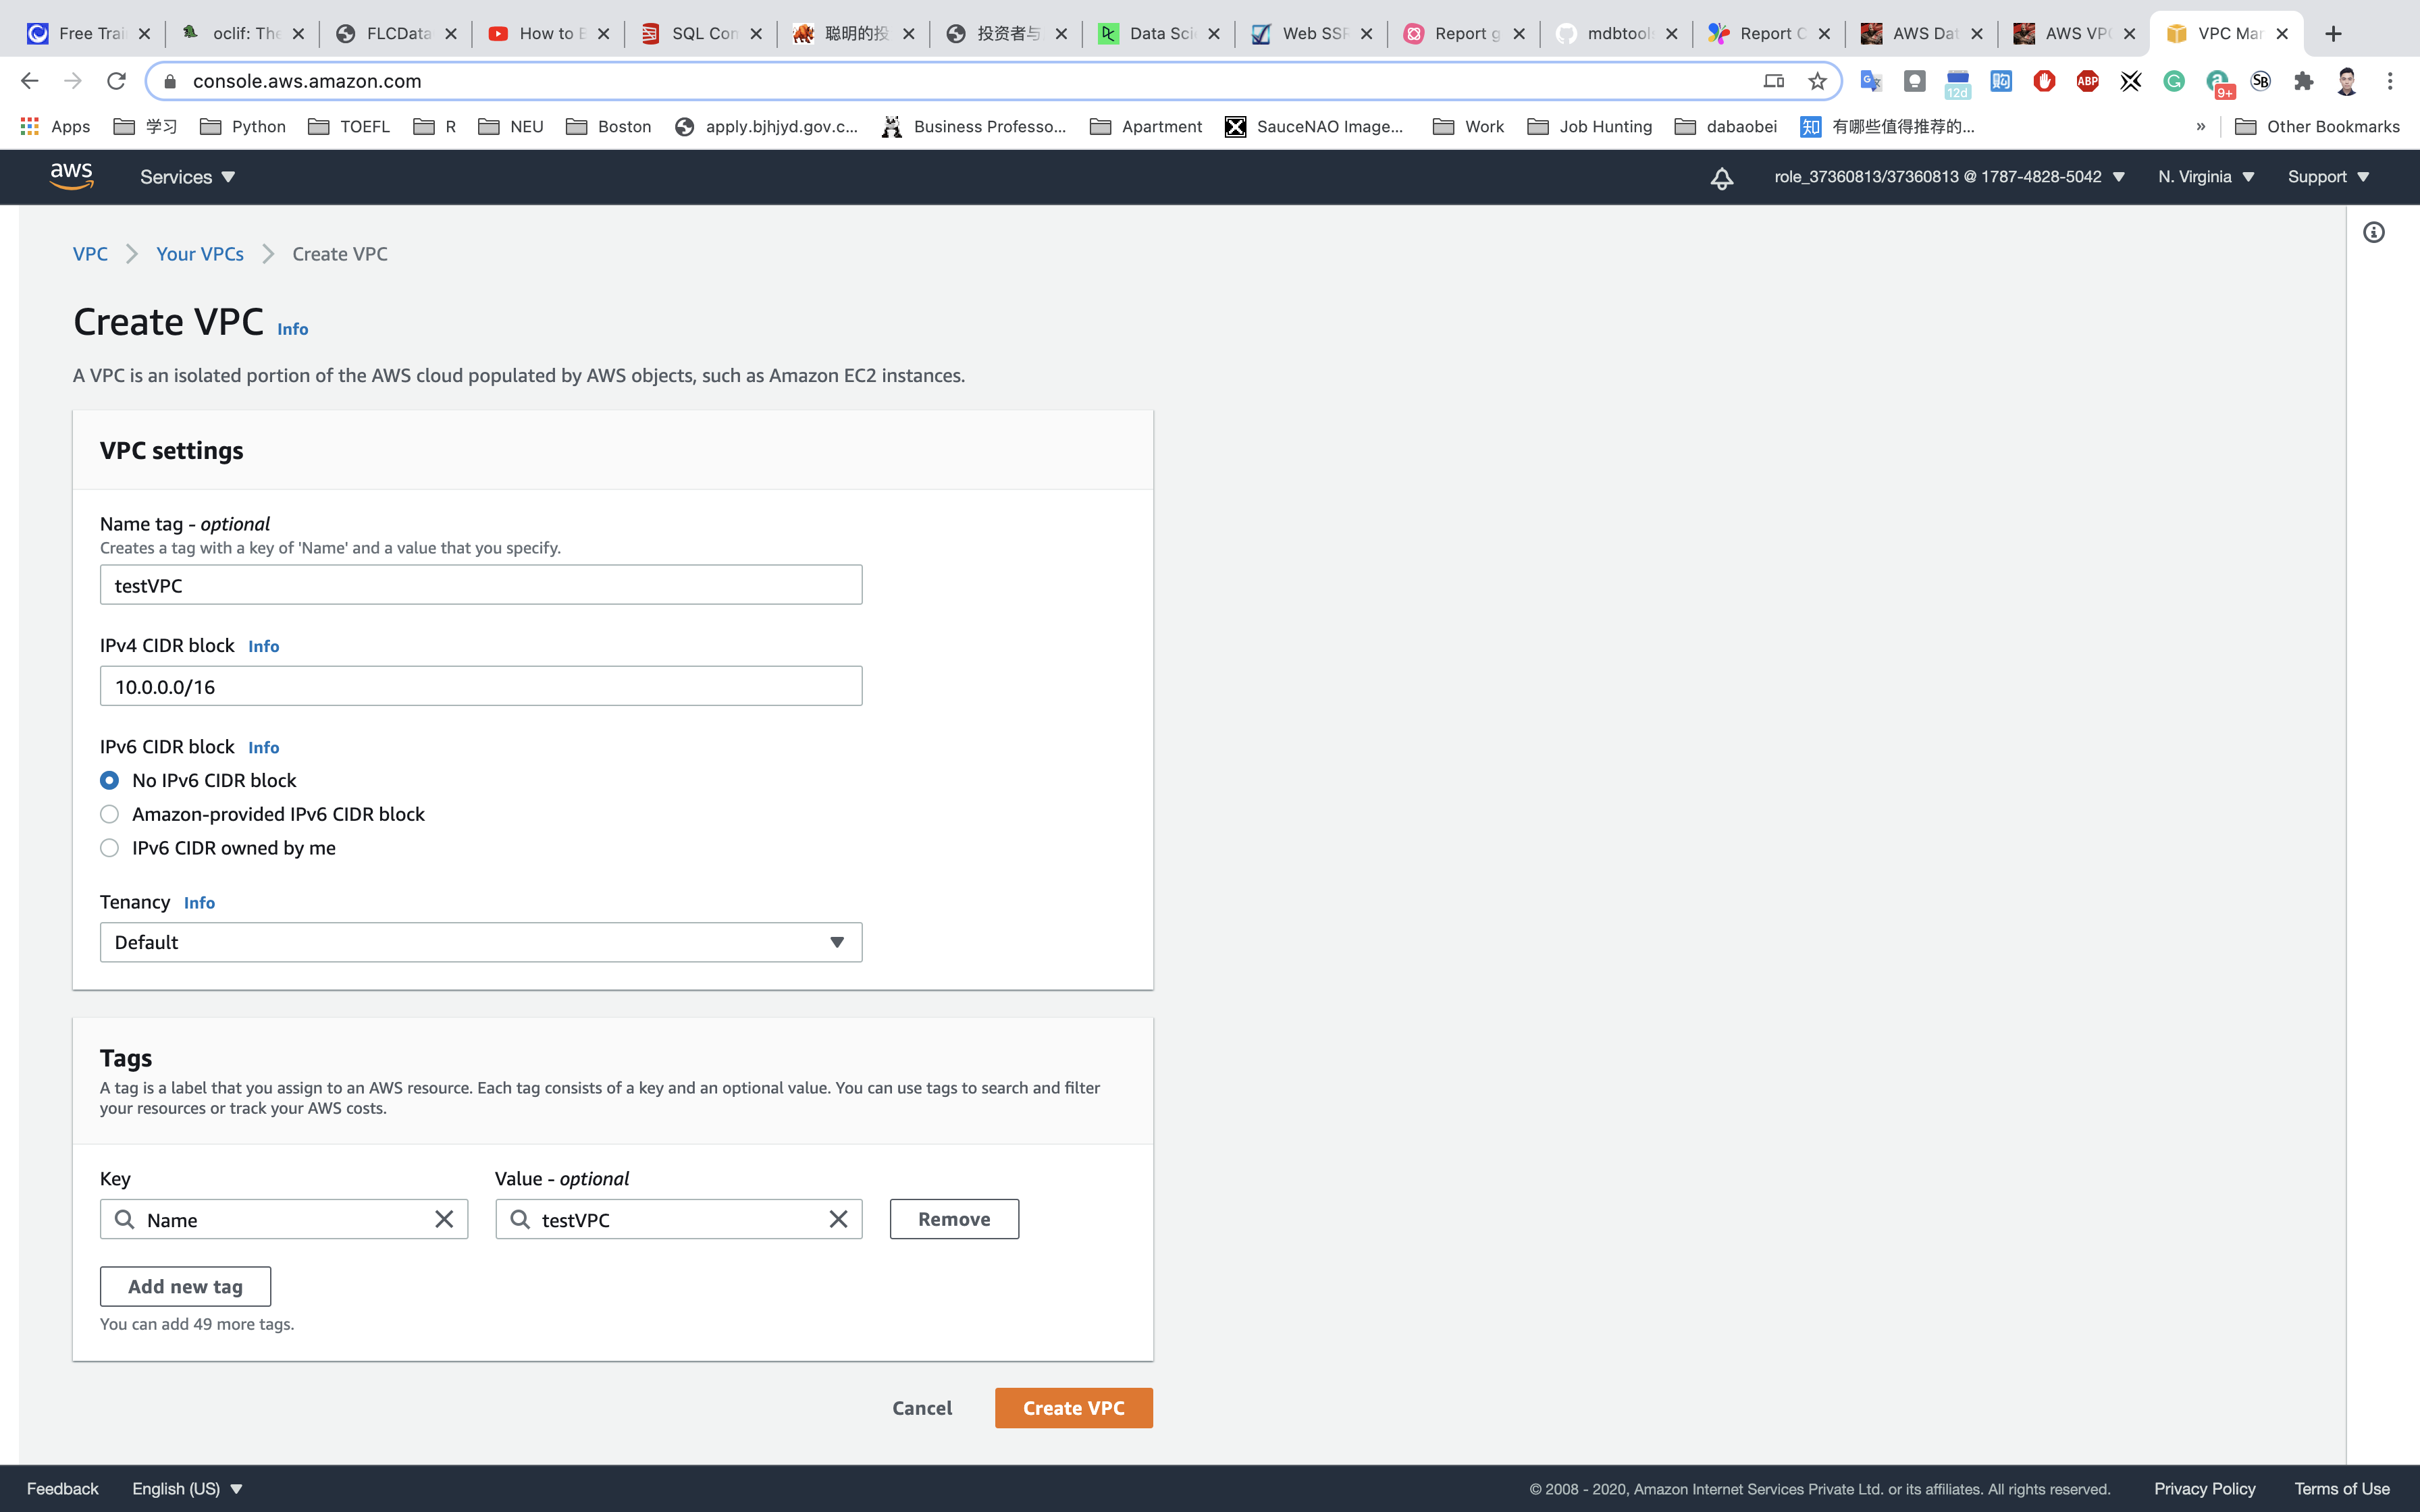 Free Trai
oclif: The
FLCData
How to E
SQL Con
聪明的投
投资者与
Data Sci
Web SSR
Report g
mdbtools
Report C
AWS Dat
AWS VPC
VPC Man
console.aws.amazon.com
12d
ABP
9+
Apps
学习
Python
TOEFL
R
NEU
Boston
apply.bjhjyd.gov.c...
Business Professo...
Apartment
SauceNAO Image...
Work
Job Hunting
dabaobei
有哪些值得推荐的...
»
Other Bookmarks
aws
Services
role_37360813/37360813 @ 1787-4828-5042
N. Virginia
Support
VPC
Your VPCs
Create VPC
Create VPC Info
A VPC is an isolated portion of the AWS cloud populated by AWS objects, such as Amazon EC2 instances.
VPC settings
Name tag - optional
Creates a tag with a key of 'Name' and a value that you specify.
testVPC
IPv4 CIDR block Info
10.0.0.0/16
IPv6 CIDR block Info
No IPv6 CIDR block
Amazon-provided IPv6 CIDR block
IPv6 CIDR owned by me
Tenancy Info
Default
Tags
A tag is a label that you assign to an AWS resource. Each tag consists of a key and an optional value. You can use tags to search and filter
your resources or track your AWS costs.
Key
Value - optional
Name
testVPC
Remove
Add new tag
You can add 49 more tags.
Cancel
Create VPC
Feedback
English (US)
© 2008 - 2020, Amazon Internet Services Private Ltd. or its affiliates. All rights reserved.
Privacy Policy
Terms of Use